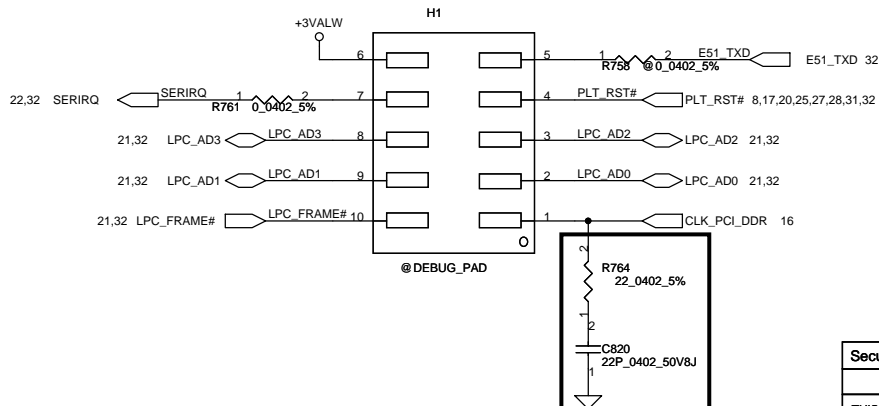 H1
+3VALW
6 5 1 2 E51_TXD E51_TXD 32
R758 @0_0402_5%
22,32 SERIRQ SERIRQ 1 2 7 4 PLT_RST# PLT_RST# 8,17,20,25,27,28,31,32
R761 0_0402_5%
21,32 LPC_AD3 LPC_AD3 8 3 LPC_AD2 LPC_AD2 21,32
21,32 LPC_AD1 LPC_AD1 9 2 LPC_AD0 LPC_AD0 21,32
21,32 LPC_FRAME# LPC_FRAME# 10 1 CLK_PCI_DDR 16
@DEBUG_PAD
2
R764
22_0402_5%
1
2
C820
22P_0402_50V8J
1
Secu